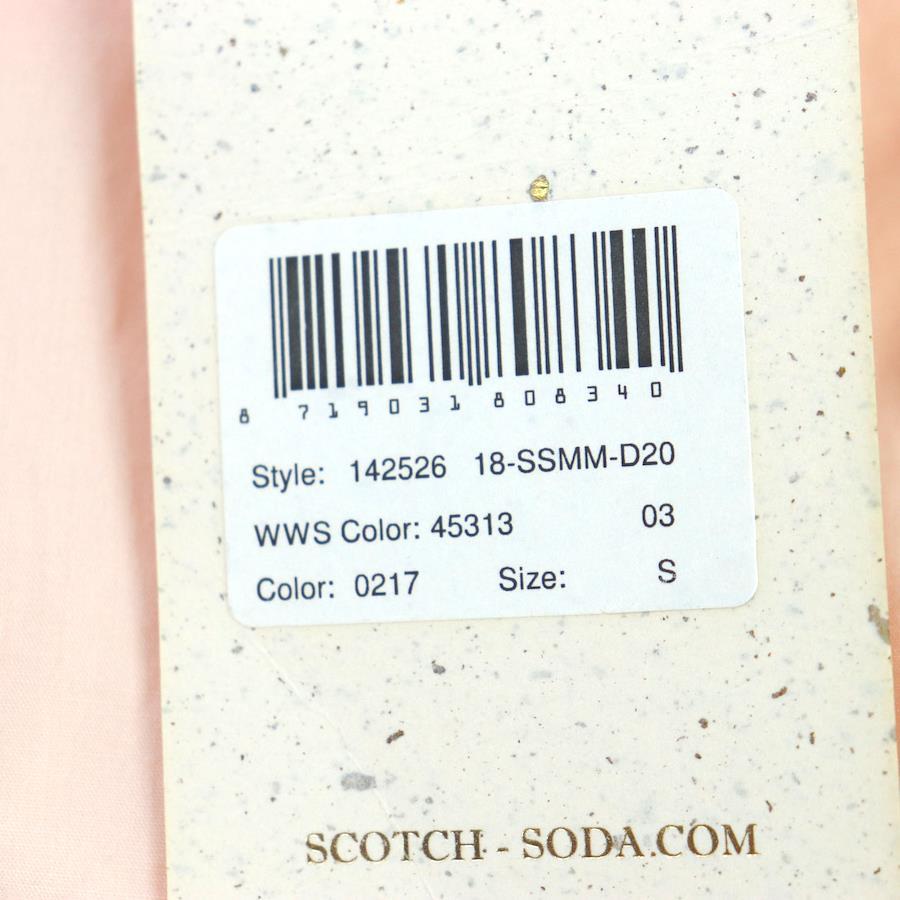 8 719031 808340
Style: 142526 18-SSMM-D20
WWS Color: 45313 03
Color: 0217 Size: S
SCOTCH - SODA.COM